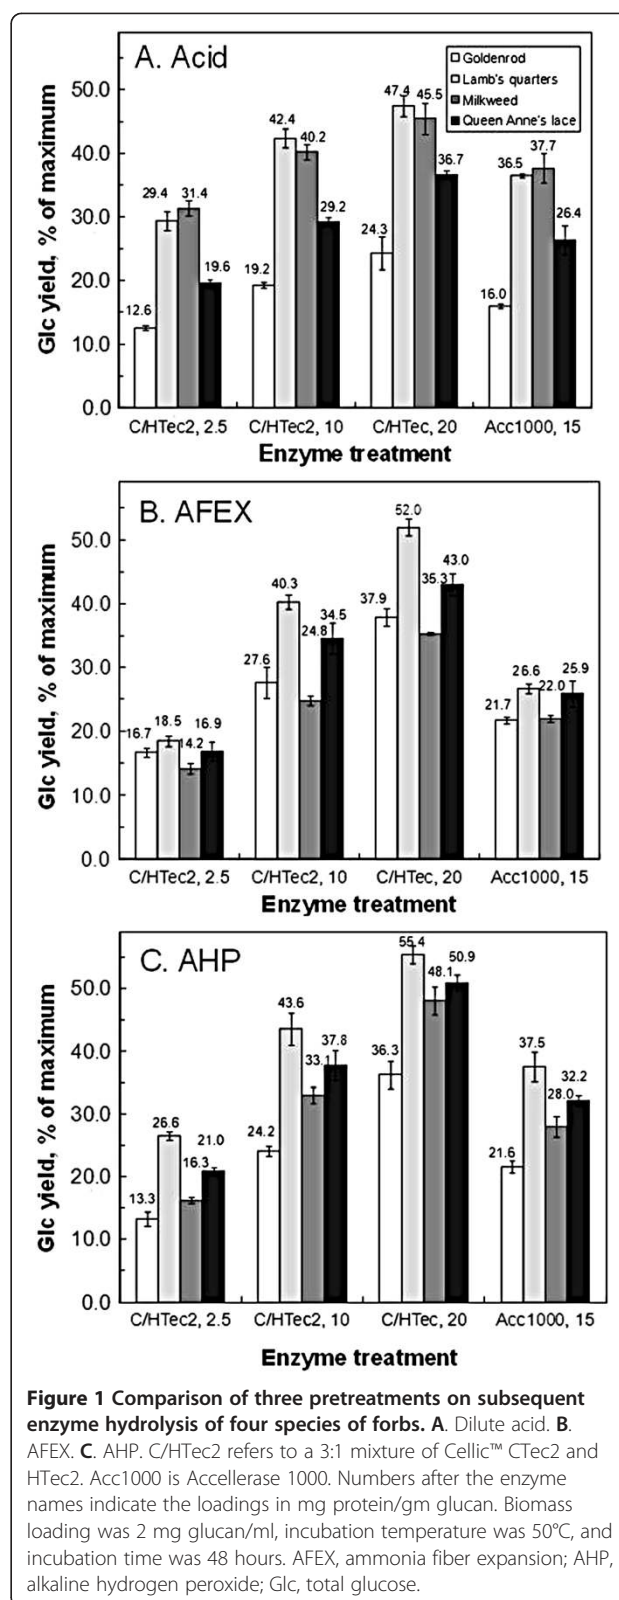 A. Acid
Goldenrod
Lamb's quarters
Milkweed
Queen Anne's lace
Glc yield, % of maximum
50.0
40.0
30.0
20.0
10.0
0.0
12.6
29.4
31.4
19.6
19.2
42.4
40.2
29.2
24.3
47.4
45.5
36.7
16.0
36.5
37.7
26.4
C/HTec2, 2.5
C/HTec2, 10
C/HTec, 20
Acc1000, 15
Enzyme treatment
B. AFEX
Glc yield, % of maximum
50.0
40.0
30.0
20.0
10.0
0.0
16.7
18.5
14.2
16.9
27.6
40.3
24.8
34.5
37.9
52.0
35.3
43.0
21.7
26.6
22.0
25.9
C/HTec2, 2.5
C/HTec2, 10
C/HTec, 20
Acc1000, 15
Enzyme treatment
C. AHP
Glc yield, % of maximum
50.0
40.0
30.0
20.0
10.0
0.0
13.3
26.6
16.3
21.0
24.2
43.6
33.1
37.8
36.3
55.4
48.1
50.9
21.6
37.5
28.0
32.2
C/HTec2, 2.5
C/HTec2, 10
C/HTec, 20
Acc1000, 15
Enzyme treatment
Figure 1 Comparison of three pretreatments on subsequent
enzyme hydrolysis of four species of forbs. A. Dilute acid. B.
AFEX. C. AHP. C/HTec2 refers to a 3:1 mixture of Cellic™ CTec2 and
HTec2. Acc1000 is Accellerase 1000. Numbers after the enzyme
names indicate the loadings in mg protein/gm glucan. Biomass
loading was 2 mg glucan/ml, incubation temperature was 50°C, and
incubation time was 48 hours. AFEX, ammonia fiber expansion; AHP,
alkaline hydrogen peroxide; Glc, total glucose.